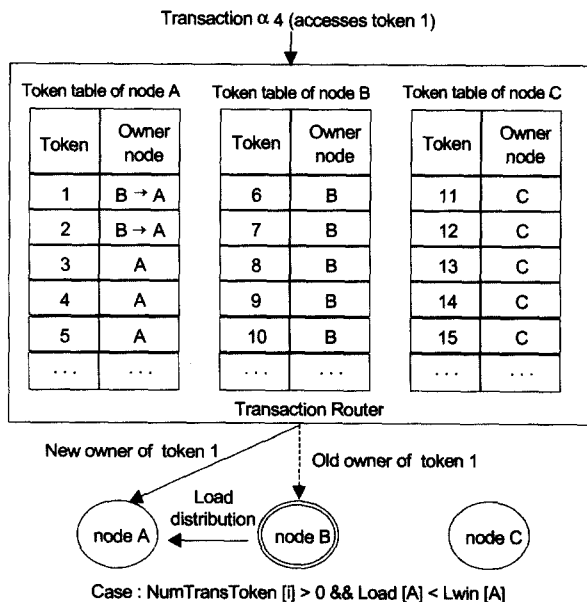 Transaction α 4 (accesses token 1)
Token table of node A
Token Owner node
1 B → A
2 B → A
3 A
4 A
5 A
... ...
Token table of node B
Token Owner node
6 B
7 B
8 B
9 B
10 B
... ...
Token table of node C
Token Owner node
11 C
12 C
13 C
14 C
15 C
... ...
Transaction Router
New owner of token 1
Old owner of token 1
Load
distribution
node A
node B
node C
Case : NumTransToken [i] > 0 && Load [A] < Lwin [A]